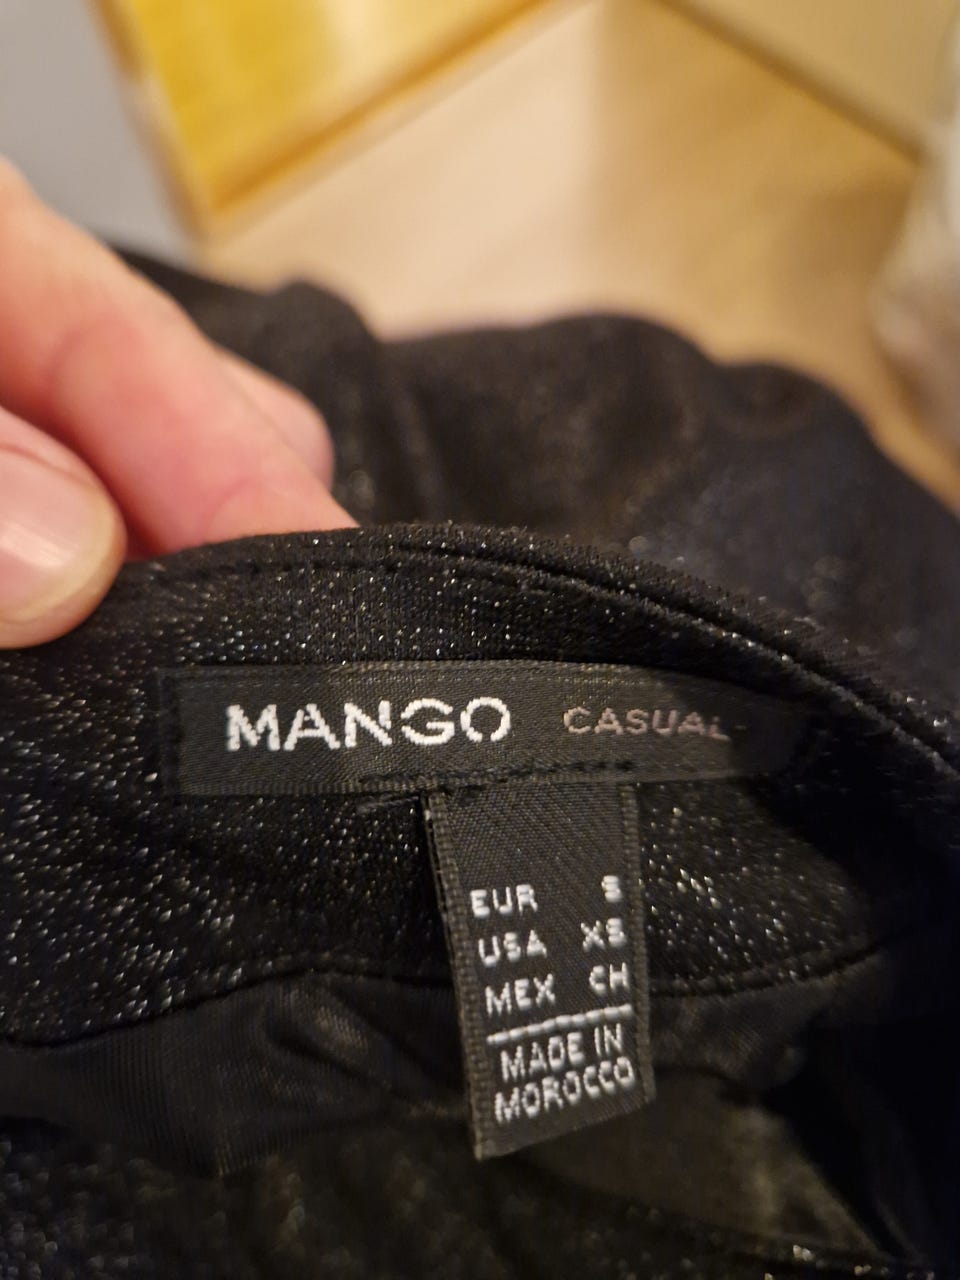 MANGO CASUAL
EUR S
USA XS
MEX CH
MADE IN
MOROCCO